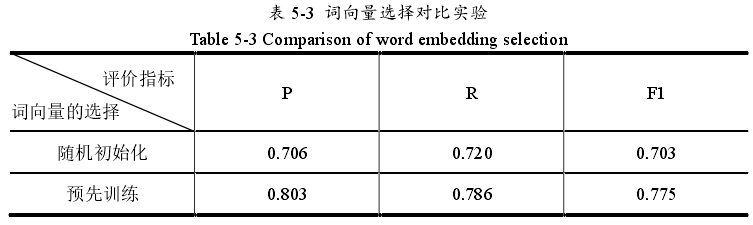 表 5-3 词向量选择对比实验
Table 5-3 Comparison of word embedding selection
评价指标
词向量的选择 P R F1
随机初始化 0.706 0.720 0.703
预先训练 0.803 0.786 0.775